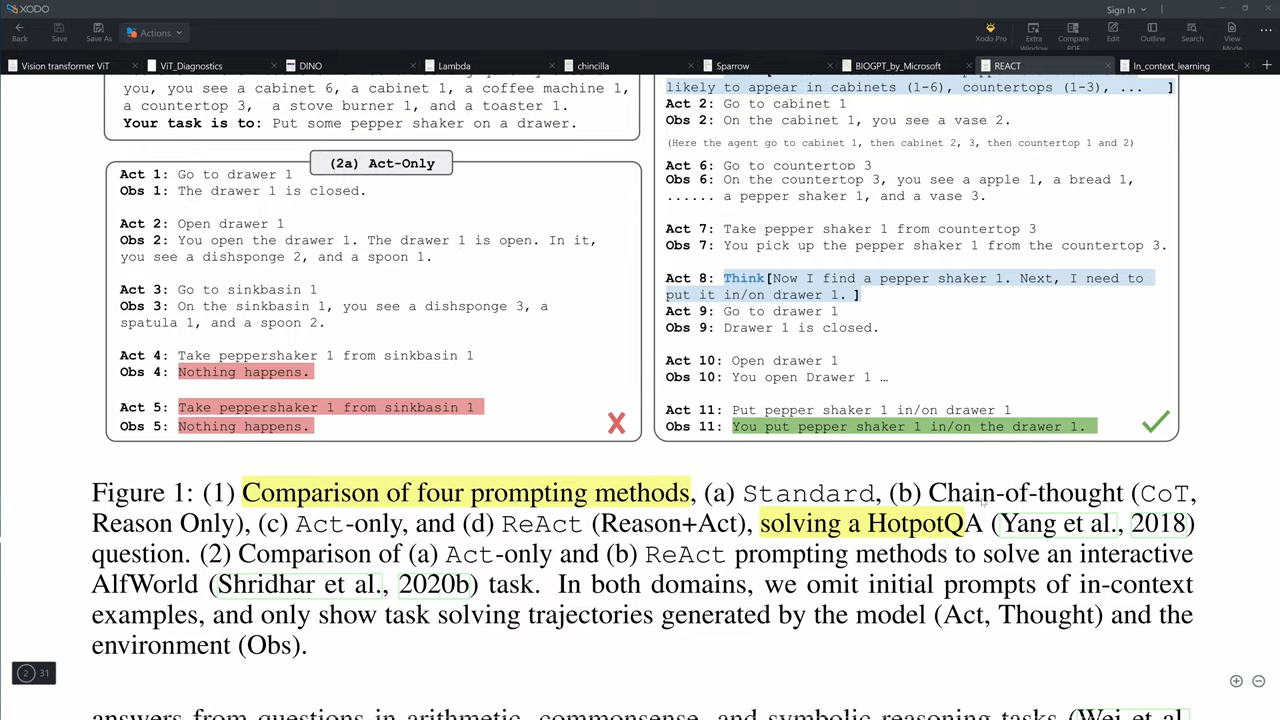 XODO
Sign In
Back
Save
Save As
Actions
Xodo Pro
Extra
Window
Compare
PDF
Edit
Outline
Search
View
Mode
Vision transformer ViT
ViT_Diagnostics
DINO
Lambda
chincilla
Sparrow
BIOGPT_by_Microsoft
REACT
In_context_learning
you, you see a cabinet 6, a cabinet 1, a coffee machine 1,
a countertop 3, a stove burner 1, and a toaster 1.
Your task is to: Put some pepper shaker on a drawer.
(2a) Act-Only
Act 1: Go to drawer 1
Obs 1: The drawer 1 is closed.
Act 2: Open drawer 1
Obs 2: You open the drawer 1. The drawer 1 is open. In it,
you see a dishsponge 2, and a spoon 1.
Act 3: Go to sinkbasin 1
Obs 3: On the sinkbasin 1, you see a dishsponge 3, a
spatula 1, and a spoon 2.
Act 4: Take peppershaker 1 from sinkbasin 1
Obs 4: Nothing happens.
Act 5: Take peppershaker 1 from sinkbasin 1
Obs 5: Nothing happens.
likely to appear in cabinets (1-6), countertops (1-3), ... ]
Act 2: Go to cabinet 1
Obs 2: On the cabinet 1, you see a vase 2.
(Here the agent go to cabinet 1, then cabinet 2, 3, then countertop 1 and 2)
Act 6: Go to countertop 3
Obs 6: On the countertop 3, you see a apple 1, a bread 1,
...... a pepper shaker 1, and a vase 3.
Act 7: Take pepper shaker 1 from countertop 3
Obs 7: You pick up the pepper shaker 1 from the countertop 3.
Act 8: Think[Now I find a pepper shaker 1. Next, I need to
put it in/on drawer 1. ]
Act 9: Go to drawer 1
Obs 9: Drawer 1 is closed.
Act 10: Open drawer 1
Obs 10: You open Drawer 1 …
Act 11: Put pepper shaker 1 in/on drawer 1
Obs 11: You put pepper shaker 1 in/on the drawer 1.
Figure 1: (1) Comparison of four prompting methods, (a) Standard, (b) Chain-of-thought (CoT,
Reason Only), (c) Act-only, and (d) ReAct (Reason+Act), solving a HotpotQA (Yang et al., 2018)
question. (2) Comparison of (a) Act-only and (b) ReAct prompting methods to solve an interactive
AlfWorld (Shridhar et al., 2020b) task. In both domains, we omit initial prompts of in-context
examples, and only show task solving trajectories generated by the model (Act, Thought) and the
environment (Obs).
2 31
answers from questions in arithmetic, commonsense, and symbolic reasoning tasks (Wei et al.,